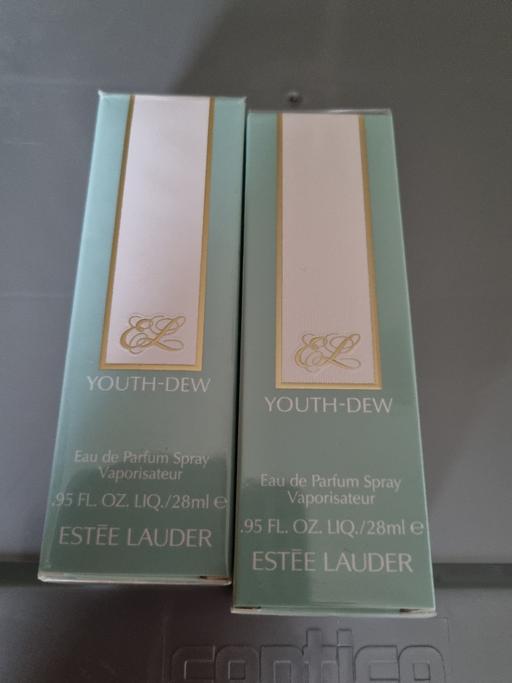 EL
YOUTH-DEW
Eau de Parfum Spray
Vaporisateur
.95 FL. OZ. LIQ./28ml ℮
ESTĒE LAUDER
EL
YOUTH-DEW
Eau de Parfum Spray
Vaporisateur
.95 FL. OZ. LIQ./28ml ℮
ESTĒE LAUDER
contico